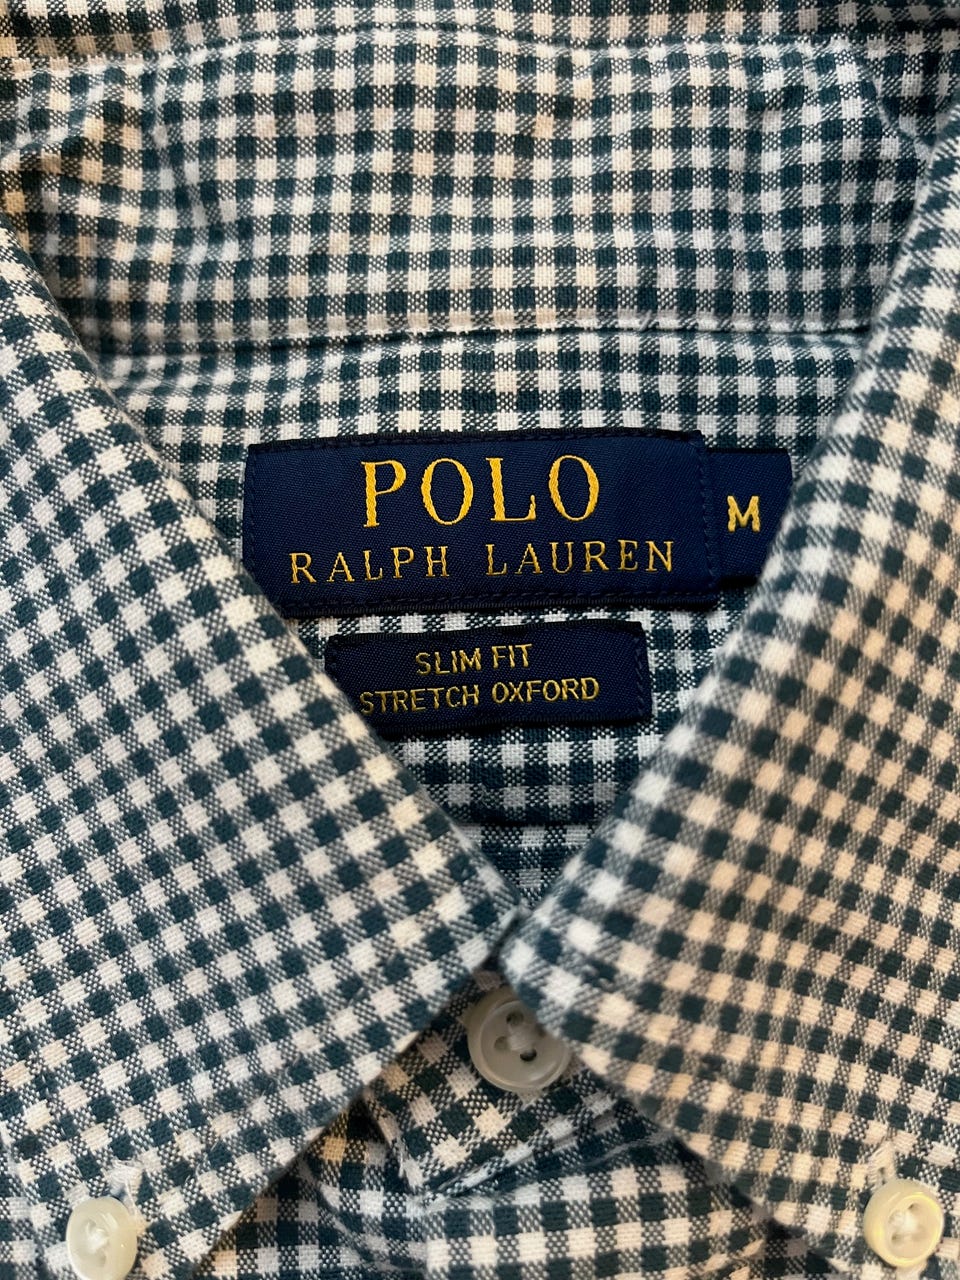 POLO
RALPH LAUREN
M
SLIM FIT
STRETCH OXFORD